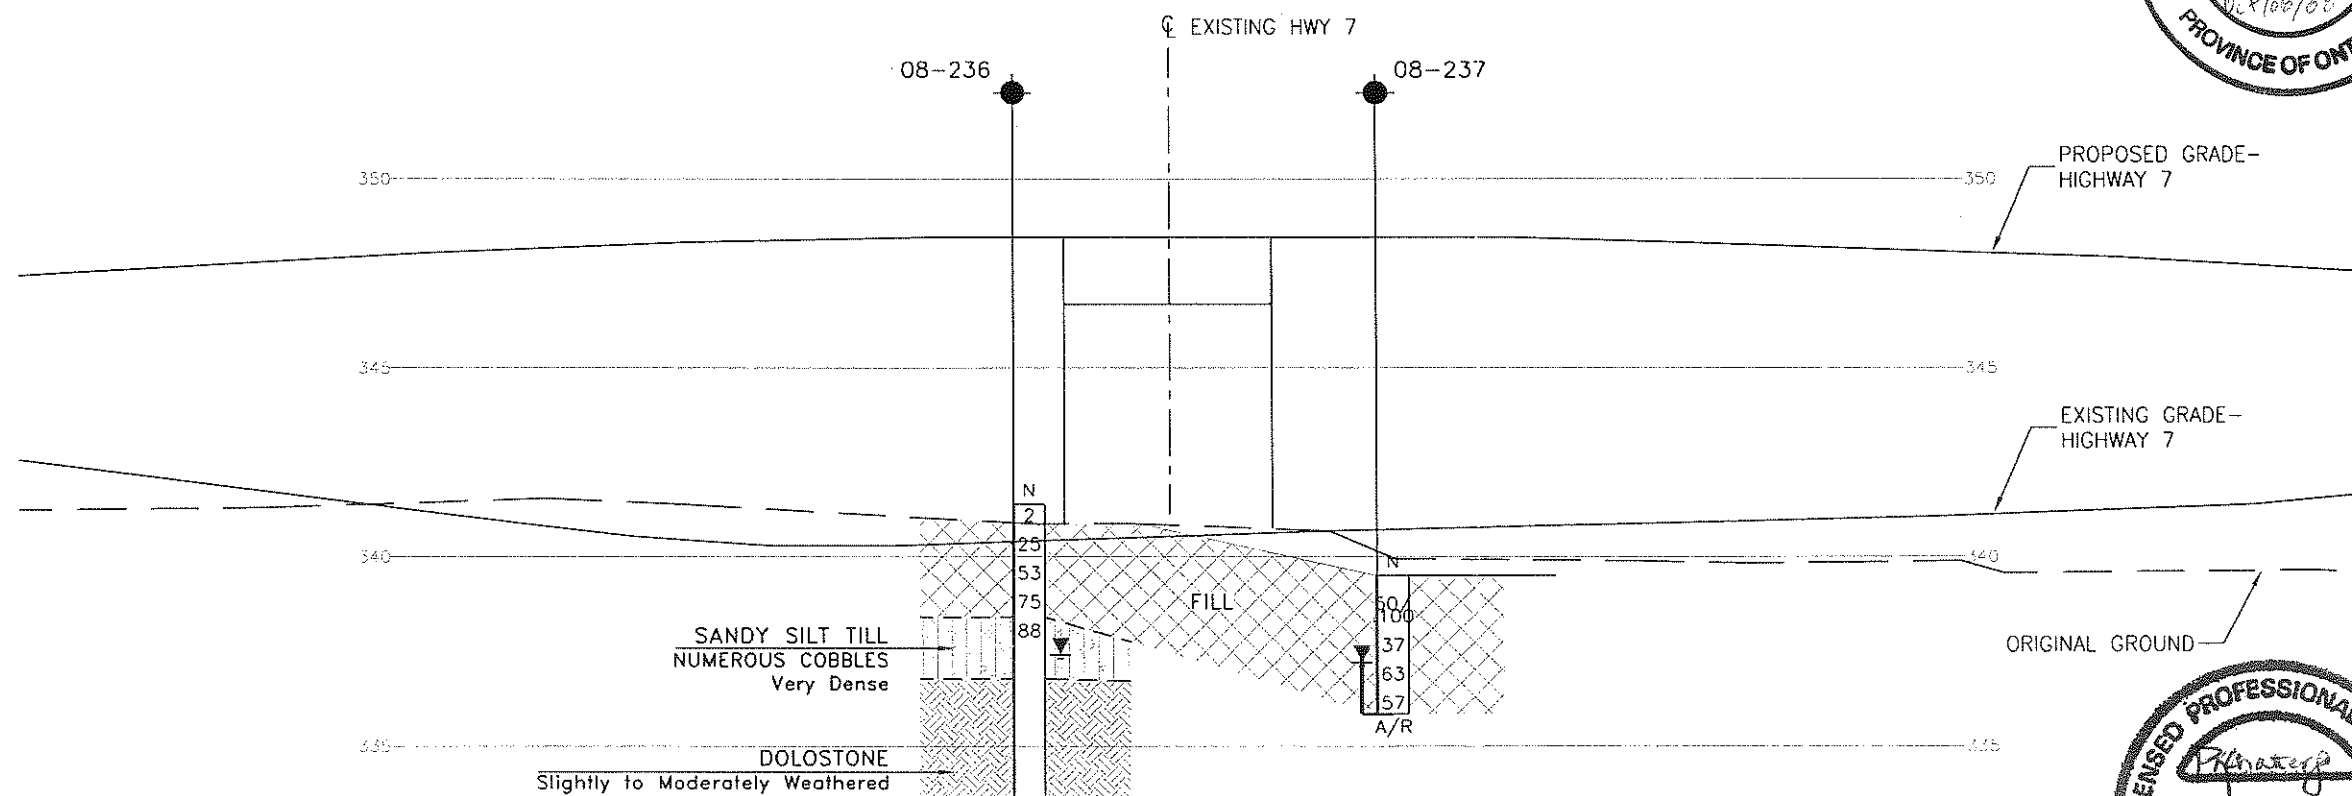 ℄ EXISTING HWY 7
08-236
08-237
PROVINCE OF ONT
350
350
PROPOSED GRADE-
HIGHWAY 7
345
345
EXISTING GRADE-
HIGHWAY 7
N
2
25
53
75
88
340
340
N
50/
100
37
63
57
A/R
FILL
SANDY SILT TILL
NUMEROUS COBBLES
Very Dense
ORIGINAL GROUND
335
335
DOLOSTONE
Slightly to Moderately Weathered
ENSED PROFESSIONAL